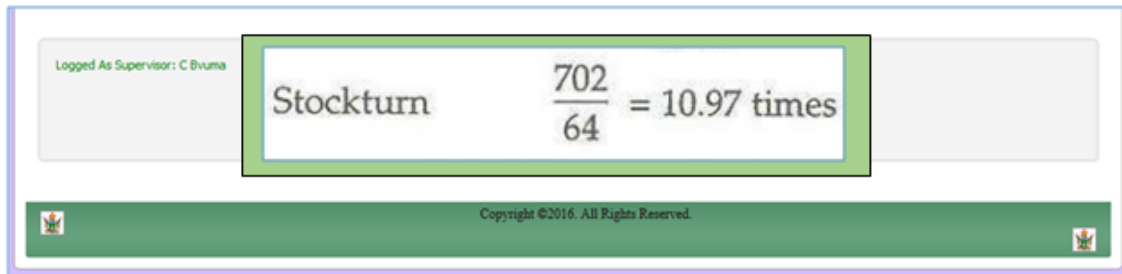 Logged As Supervisor: C Bvuma
Stockturn 702/64 = 10.97 times
Copyright ©2016. All Rights Reserved.